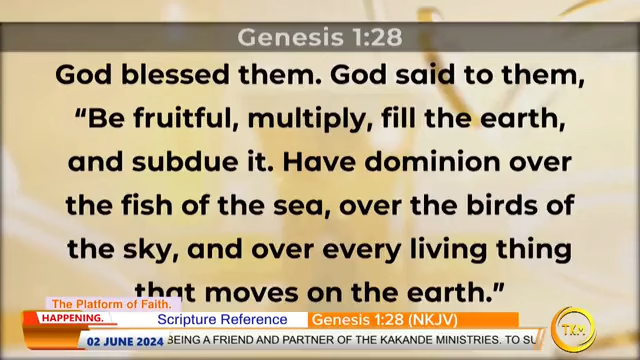 Genesis 1:28
God blessed them. God said to them,
“Be fruitful, multiply, fill the earth,
and subdue it. Have dominion over
the fish of the sea, over the birds of
the sky, and over every living thing
that moves on the earth.”
The Platform of Faith.
HAPPENING.
Scripture Reference
Genesis 1:28 (NKJV)
TKM
02 JUNE 2024
BEING A FRIEND AND PARTNER OF THE KAKANDE MINISTRIES. TO SU